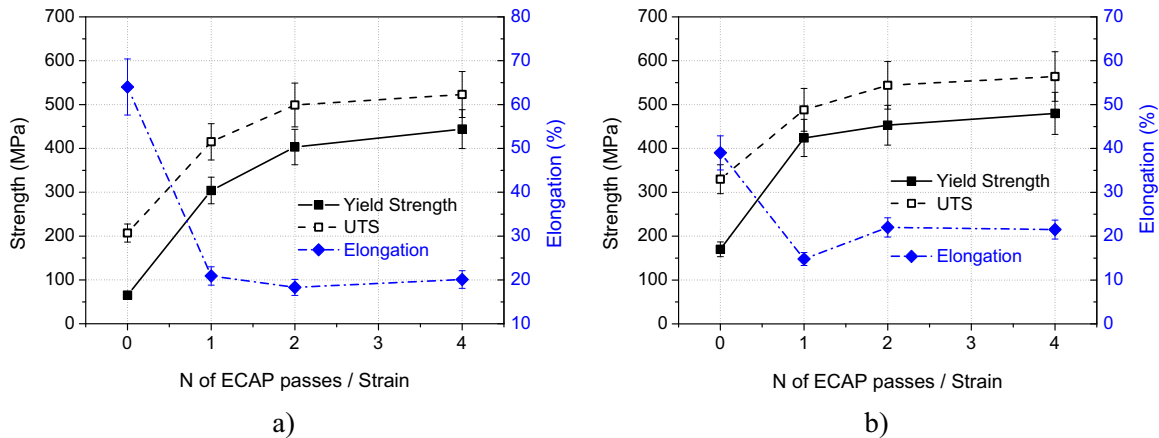 700
600
500
400
300
200
100
0
Strength (MPa)
0 1 2 3 4
N of ECAP passes / Strain
80
70
60
50
40
30
20
10
Elongation (%)
Yield Strength
UTS
Elongation
a)
700
600
500
400
300
200
100
0
Strength (MPa)
0 1 2 3 4
N of ECAP passes / Strain
70
60
50
40
30
20
10
0
Elongation (%)
Yield Strength
UTS
Elongation
b)